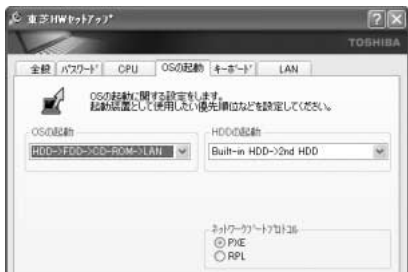 東芝HWセットアップ
TOSHIBA
全般 パスワード CPU OSの起動 キーボード LAN
OSの起動に関する設定をします。
起動装置として使用したい優先順位などを設定してください。
OSの起動
HDD->FDD->CD-ROM->LAN
HDDの起動
Built-in HDD->2nd HDD
ネットワークブートプロトコル
PXE
RPL